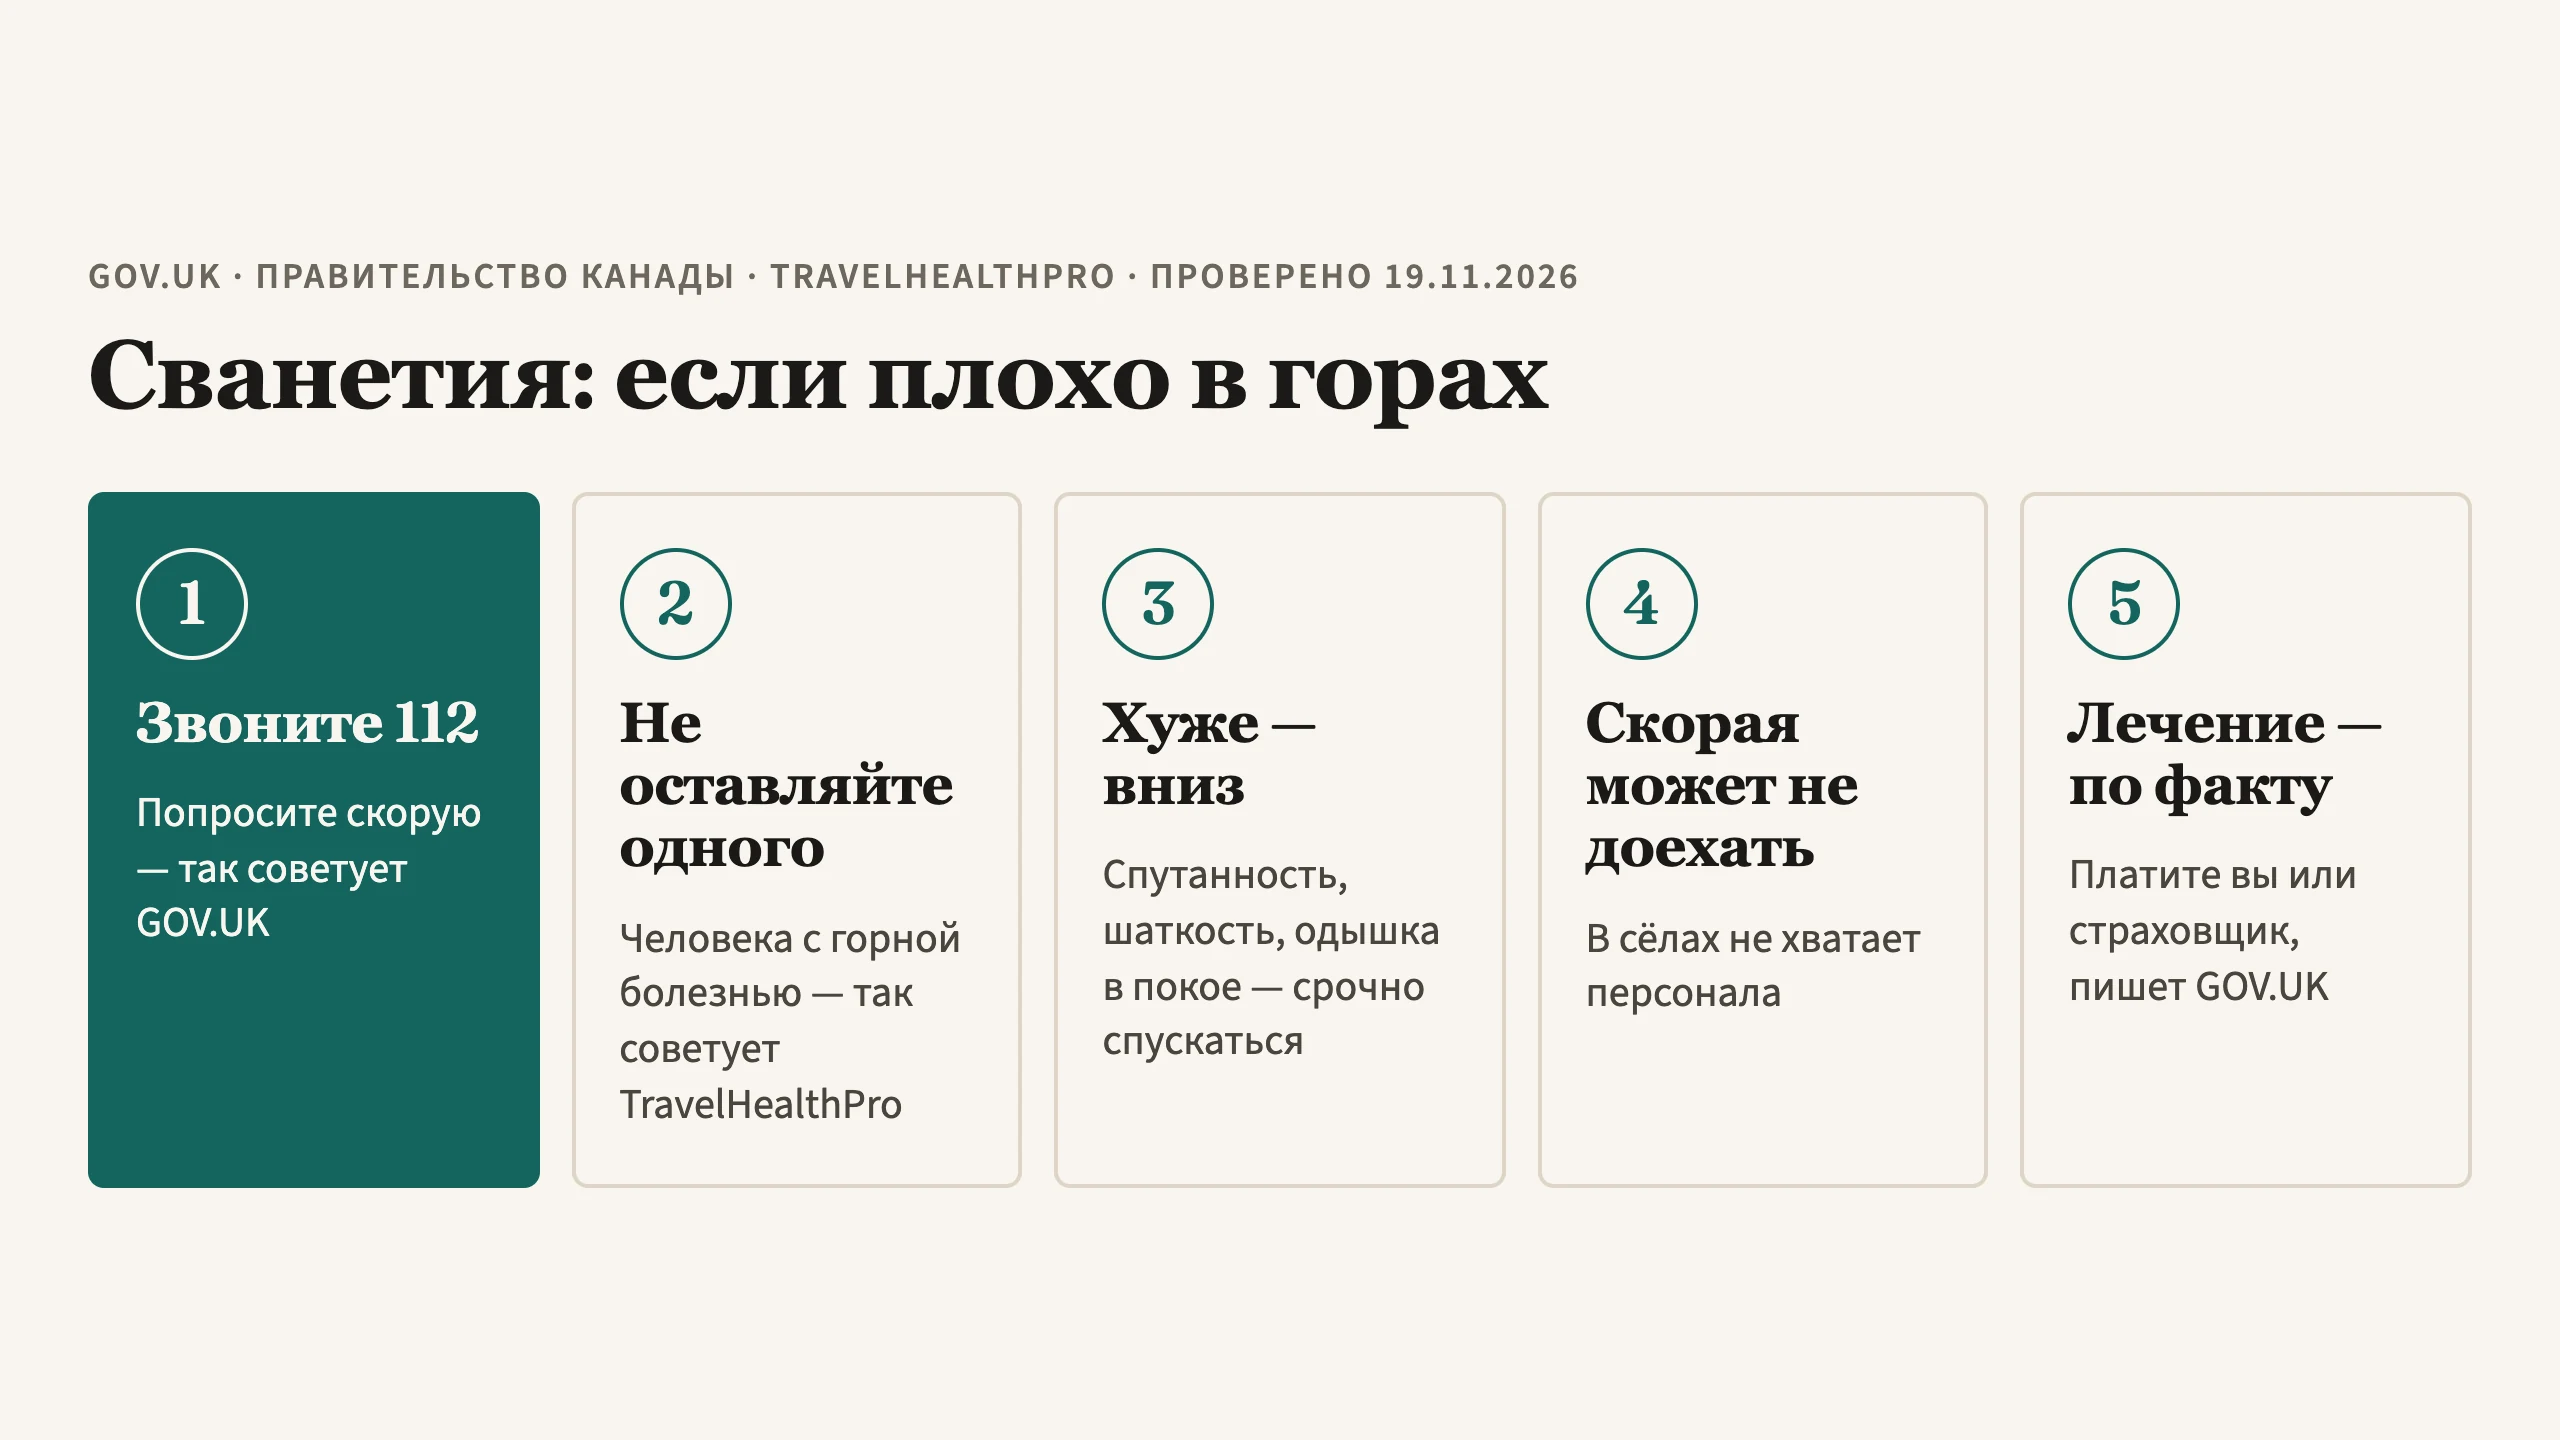 GOV.UK · ПРАВИТЕЛЬСТВО КАНАДЫ · TRAVELHEALTHPRO · ПРОВЕРЕНО 19.11.2026
Сванетия: если плохо в горах
1
Звоните 112
Попросите скорую
— так советует
GOV.UK
2
Не
оставляйте
одного
Человека с горной
болезнью — так
советует
TravelHealthPro
3
Хуже —
вниз
Спутанность,
шаткость, одышка
в покое — срочно
спускаться
4
Скорая
может не
доехать
В сёлах не хватает
персонала
5
Лечение —
по факту
Платите вы или
страховщик,
пишет GOV.UK